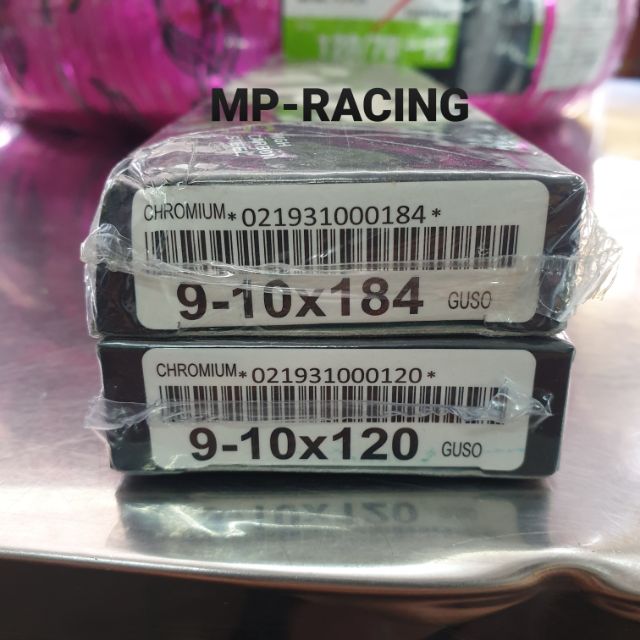 MP-RACING
CHROMIUM *021931000184*
9-10x184 GUSO
CHROMIUM *021931000120*
9-10x120 GUSO